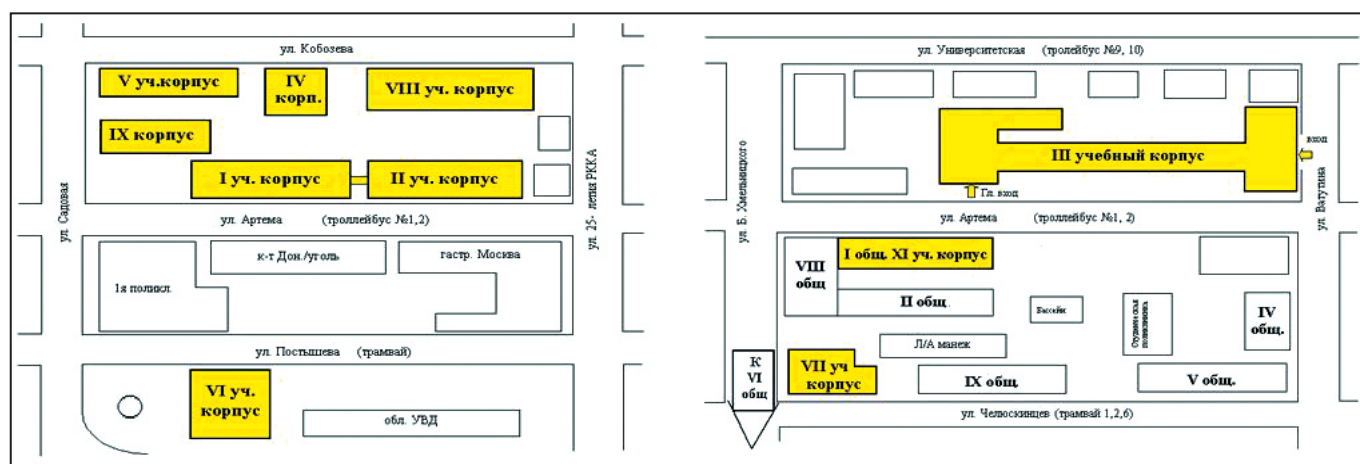 ул. Кобозева
V уч.корпус
IV
корп.
VIII уч. корпус
IX корпус
I уч. корпус
II уч. корпус
ул. Садовая
ул. 25- летия РККА
ул. Артема (троллейбус №1,2)
к-т Дон./уголь
гастр. Москва
1я поликл.
ул. Постышева (трамвай)
VI уч.
корпус
обл. УВД
ул. Университетская (тролейбус №9, 10)
III учебный корпус
вход
Гл. вход
ул. Б. Хмельницкого
ул. Ватутина
ул. Артема (троллейбус №1, 2)
VIII
общ
I общ. XI уч. корпус
II общ.
Бассейн
IV
общ.
Л/А манеж
К
VI
общ
VII уч
корпус
IX общ.
V общ.
ул. Челюскинцев (трамвай 1,2,6)